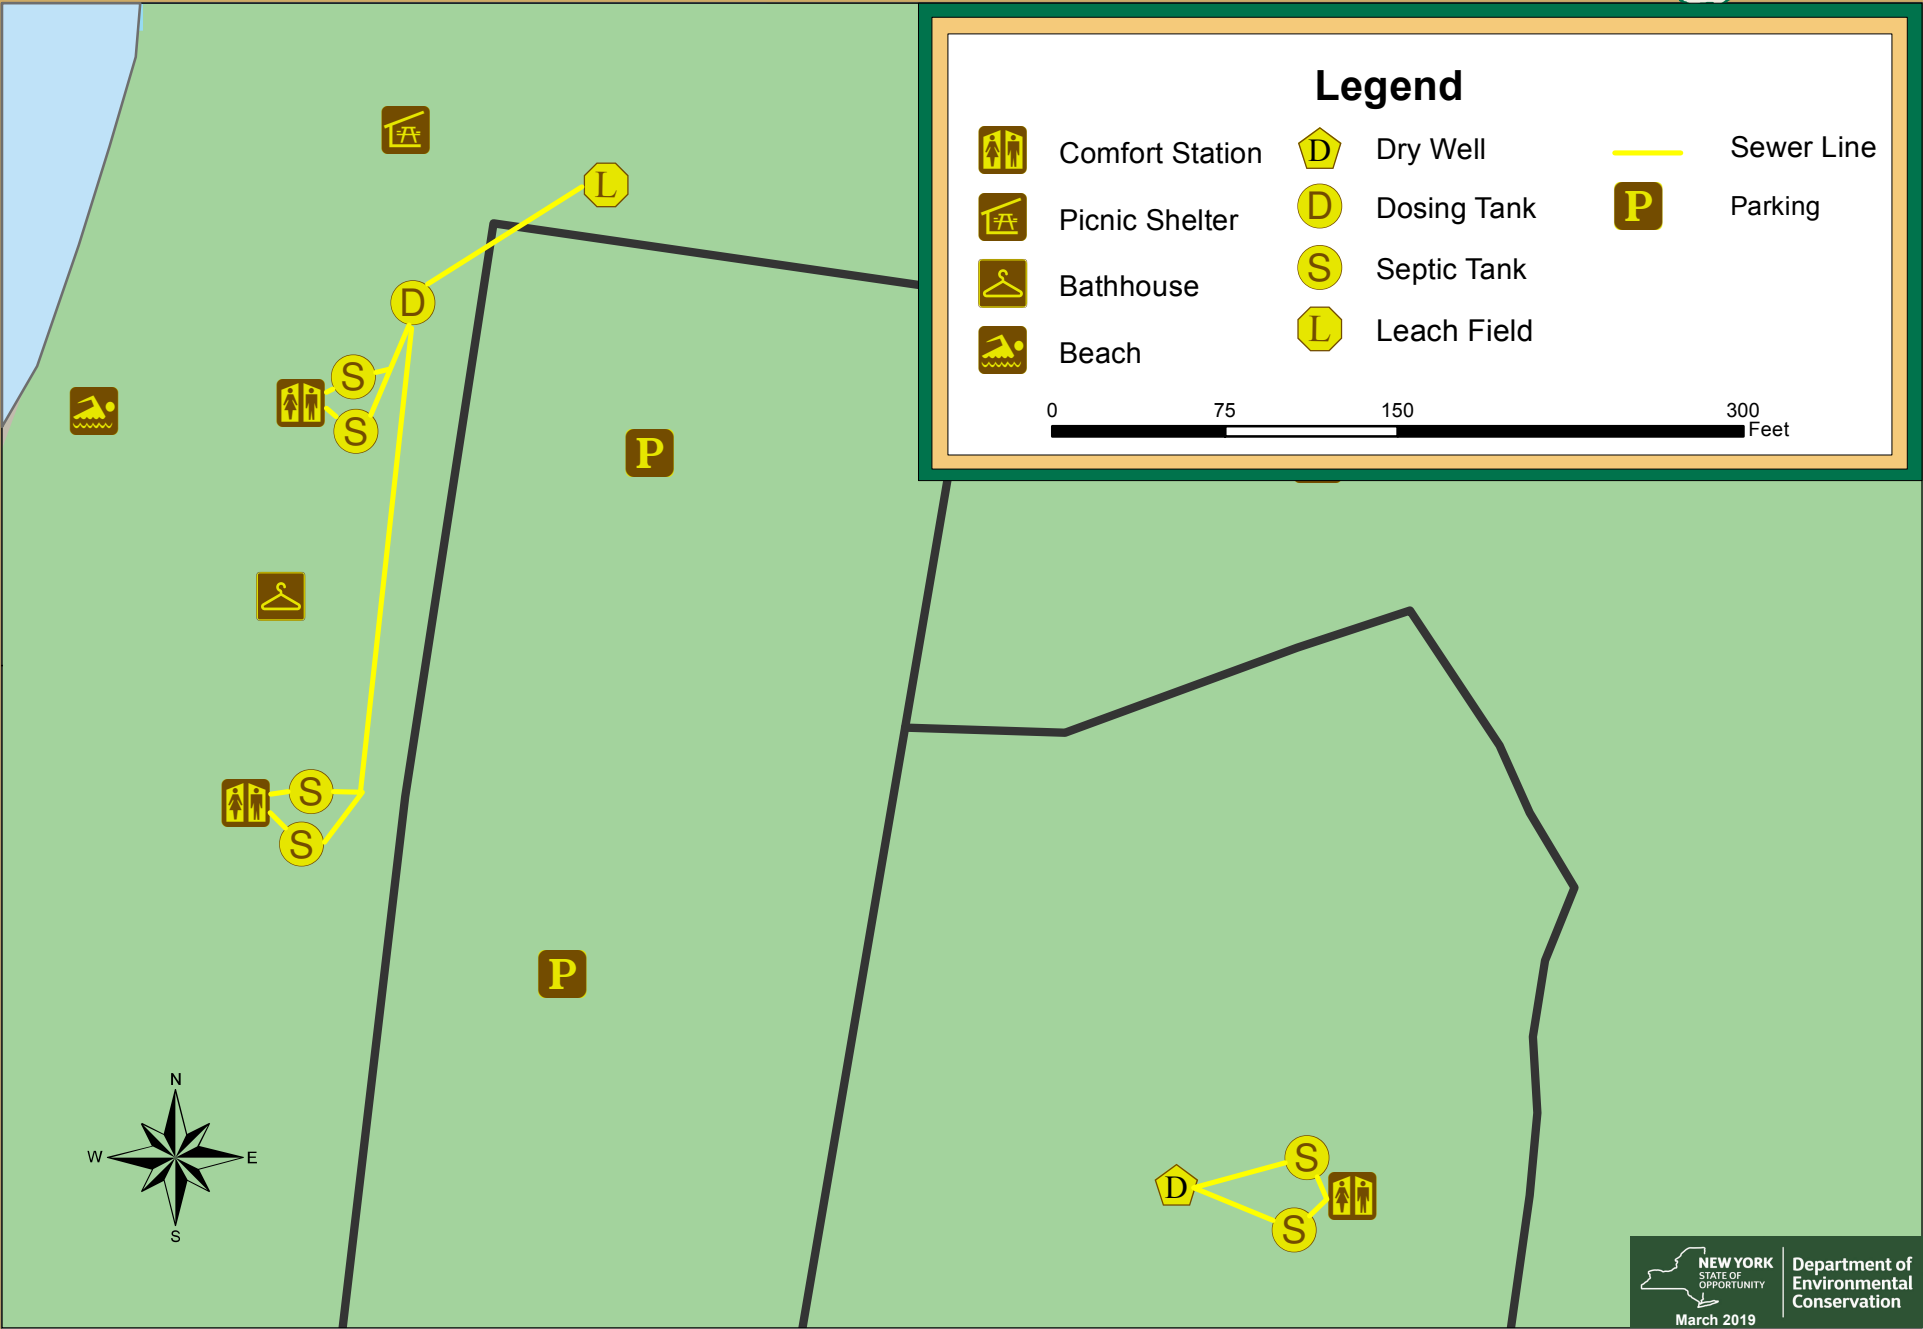 Legend
Comfort Station
Picnic Shelter
Bathhouse
Beach
D Dry Well
D Dosing Tank
S Septic Tank
L Leach Field
Sewer Line
P Parking
0 75 150 300
Feet
L
D
S
S
P
S
S
P
N
W E
S
S
D
S
NEW YORK
STATE OF
OPPORTUNITY
Department of
Environmental
Conservation
March 2019